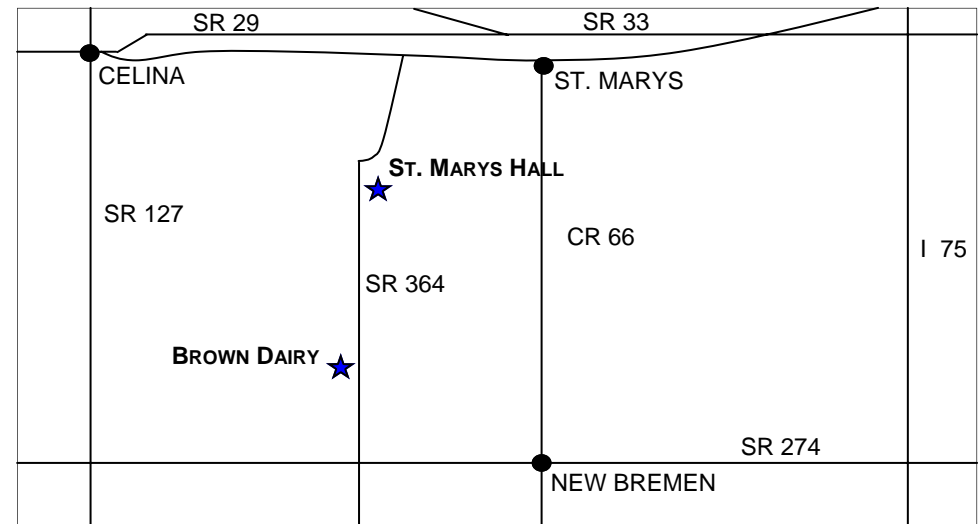 SR 29
SR 33
CELINA
ST. MARYS
ST. MARYS HALL
SR 127
CR 66
I 75
SR 364
BROWN DAIRY
SR 274
NEW BREMEN